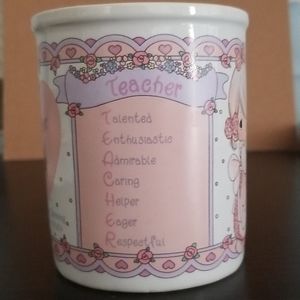 Teacher
Talented
Enthusiastic
Admirable
Caring
Helper
Eager
Respectful